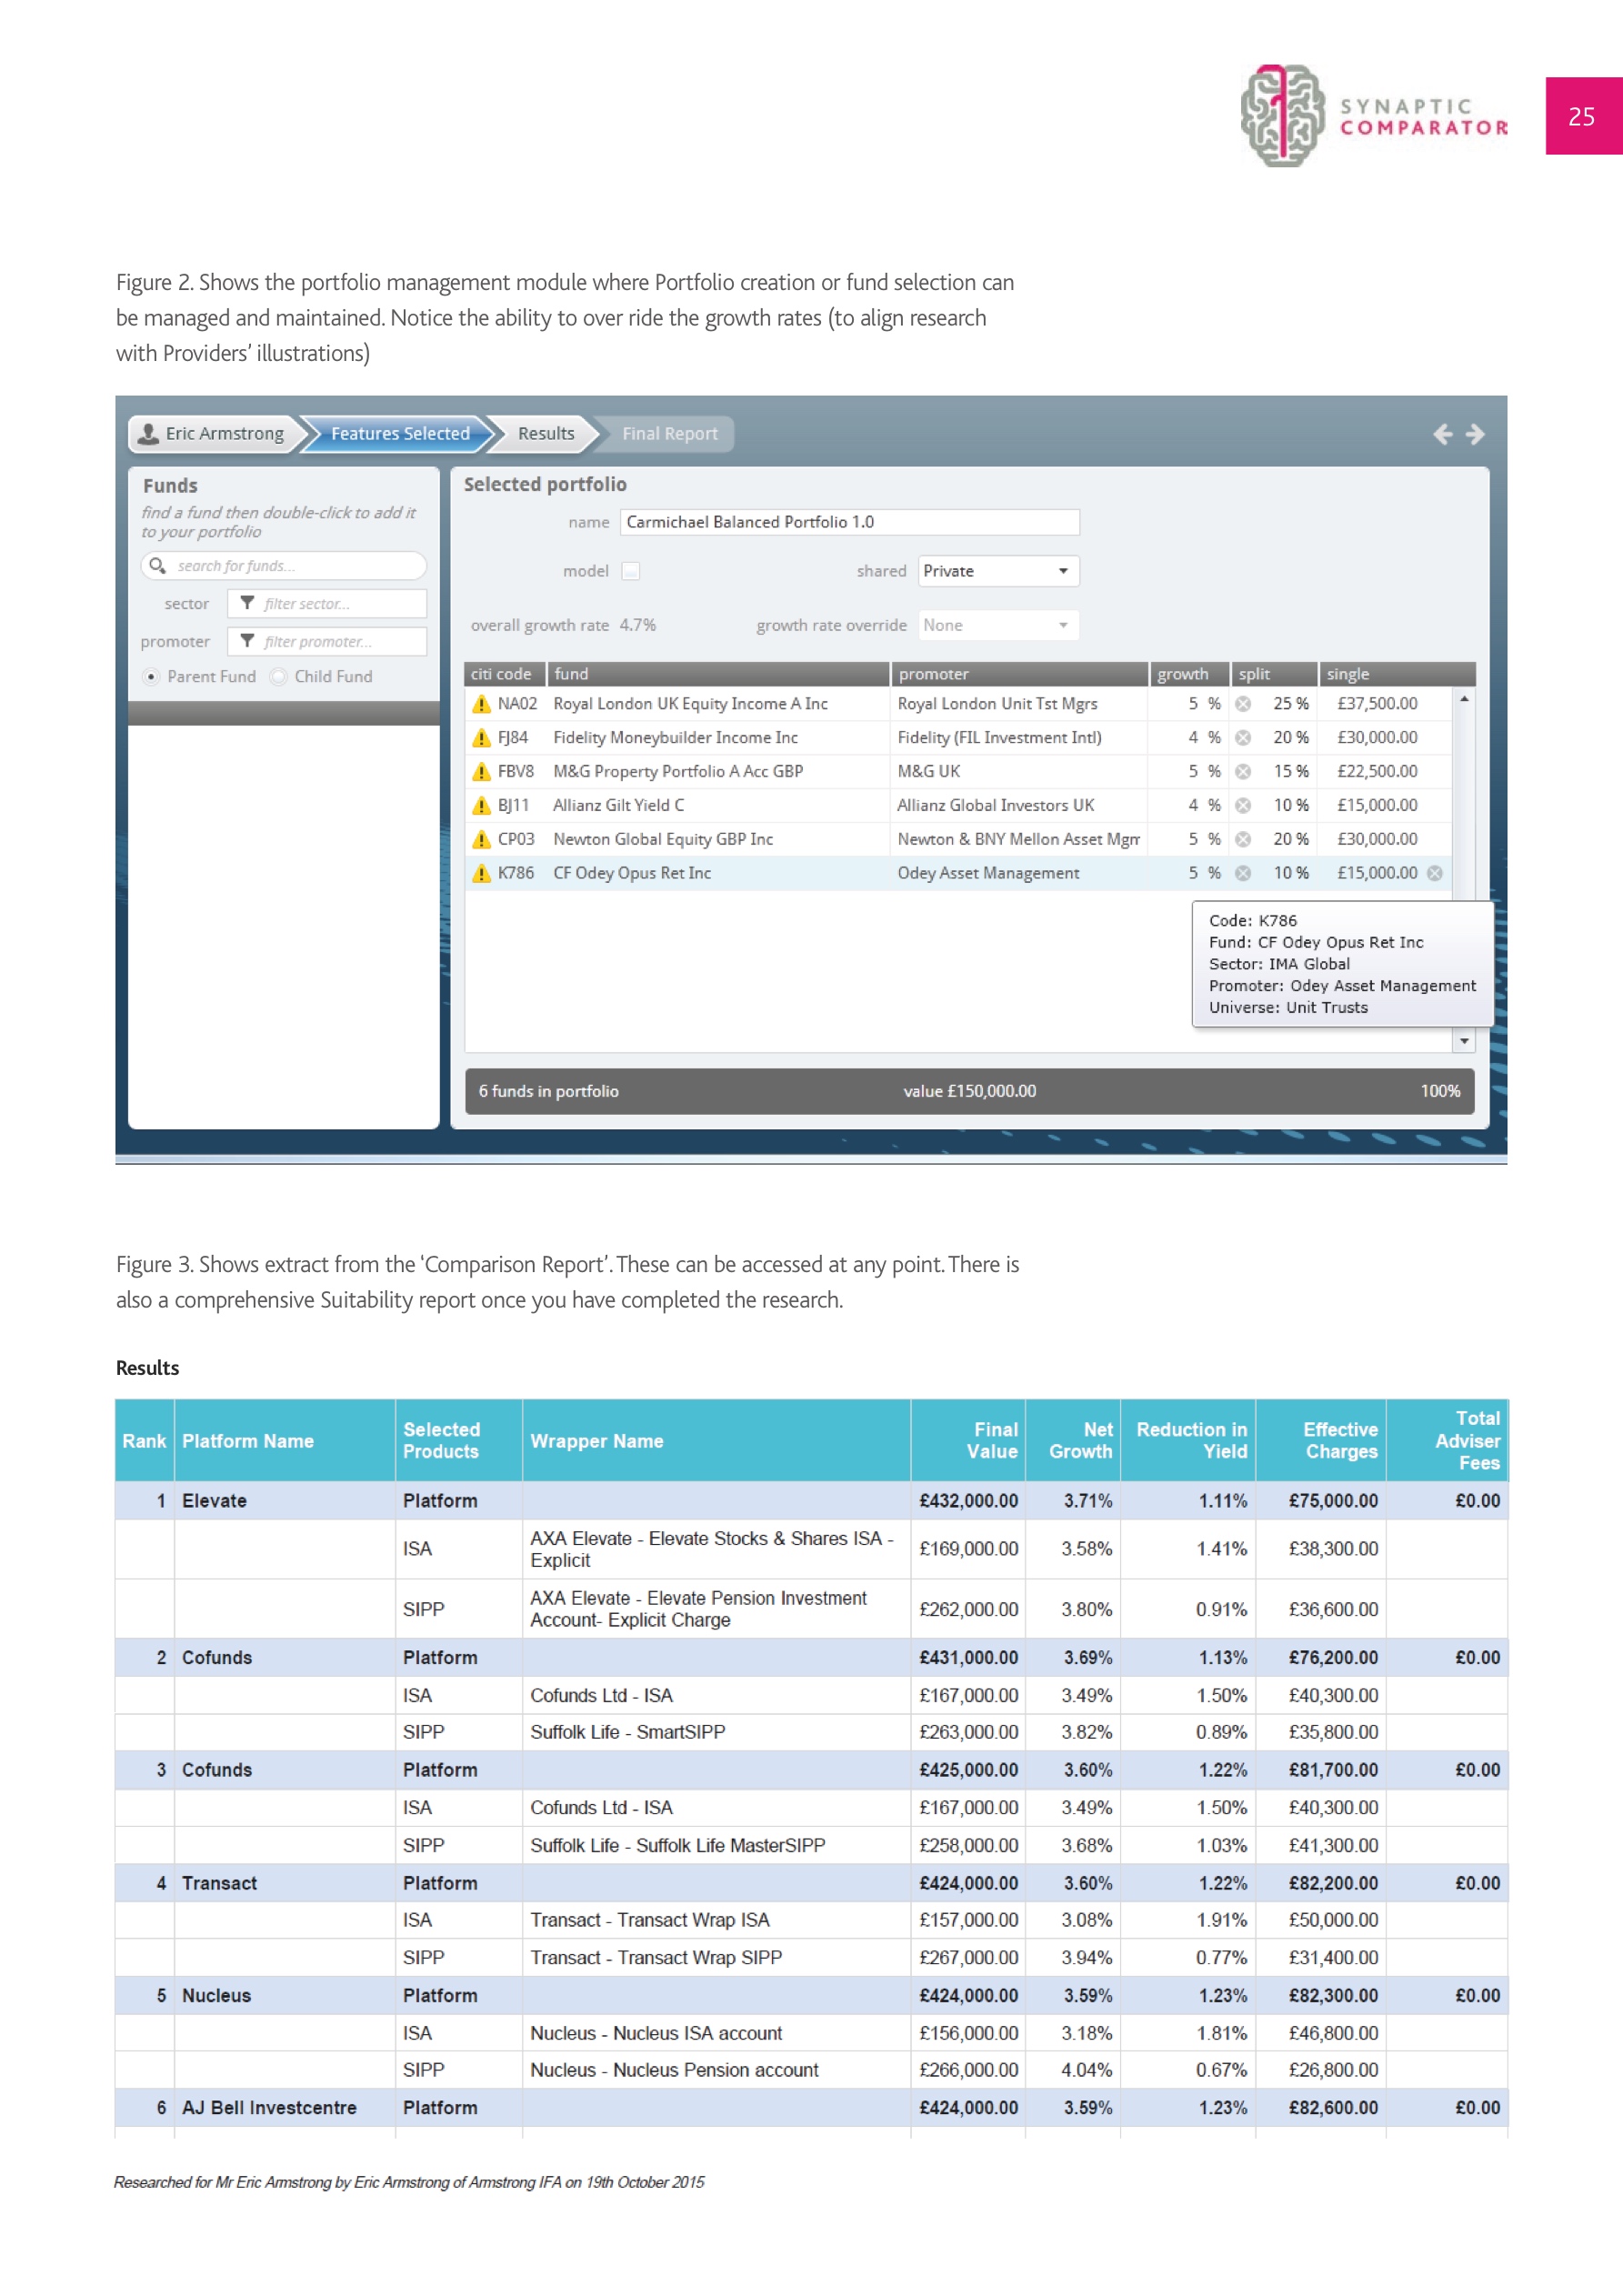 SYNAPTIC
COMPARATOR
25
Figure 2. Shows the portfolio management module where Portfolio creation or fund selection can
be managed and maintained. Notice the ability to over ride the growth rates (to align research
with Providers’ illustrations)
Eric Armstrong Features Selected Results Final Report
Funds
find a fund then double-click to add it
to your portfolio
search for funds...
sector filter sector...
promoter filter promoter...
Parent Fund Child Fund
Selected portfolio
name Carmichael Balanced Portfolio 1.0
model shared Private
overall growth rate 4.7% growth rate override None
citi code fund promoter growth split single
NA02 Royal London UK Equity Income A Inc Royal London Unit Tst Mgrs 5 % 25 % £37,500.00
FJ84 Fidelity Moneybuilder Income Inc Fidelity (FIL Investment Intl) 4 % 20 % £30,000.00
FBV8 M&G Property Portfolio A Acc GBP M&G UK 5 % 15 % £22,500.00
BJ11 Allianz Gilt Yield C Allianz Global Investors UK 4 % 10 % £15,000.00
CP03 Newton Global Equity GBP Inc Newton & BNY Mellon Asset Mgm 5 % 20 % £30,000.00
K786 CF Odey Opus Ret Inc Odey Asset Management 5 % 10 % £15,000.00
Code: K786
Fund: CF Odey Opus Ret Inc
Sector: IMA Global
Promoter: Odey Asset Management
Universe: Unit Trusts
6 funds in portfolio value £150,000.00 100%
Figure 3. Shows extract from the ‘Comparison Report’. These can be accessed at any point. There is
also a comprehensive Suitability report once you have completed the research.
Results
Rank Platform Name Selected Products Wrapper Name Final Value Net Growth Reduction in Yield Effective Charges Total Adviser Fees
1 Elevate Platform £432,000.00 3.71% 1.11% £75,000.00 £0.00
ISA AXA Elevate - Elevate Stocks & Shares ISA - Explicit £169,000.00 3.58% 1.41% £38,300.00
SIPP AXA Elevate - Elevate Pension Investment Account- Explicit Charge £262,000.00 3.80% 0.91% £36,600.00
2 Cofunds Platform £431,000.00 3.69% 1.13% £76,200.00 £0.00
ISA Cofunds Ltd - ISA £167,000.00 3.49% 1.50% £40,300.00
SIPP Suffolk Life - SmartSIPP £263,000.00 3.82% 0.89% £35,800.00
3 Cofunds Platform £425,000.00 3.60% 1.22% £81,700.00 £0.00
ISA Cofunds Ltd - ISA £167,000.00 3.49% 1.50% £40,300.00
SIPP Suffolk Life - Suffolk Life MasterSIPP £258,000.00 3.68% 1.03% £41,300.00
4 Transact Platform £424,000.00 3.60% 1.22% £82,200.00 £0.00
ISA Transact - Transact Wrap ISA £157,000.00 3.08% 1.91% £50,000.00
SIPP Transact - Transact Wrap SIPP £267,000.00 3.94% 0.77% £31,400.00
5 Nucleus Platform £424,000.00 3.59% 1.23% £82,300.00 £0.00
ISA Nucleus - Nucleus ISA account £156,000.00 3.18% 1.81% £46,800.00
SIPP Nucleus - Nucleus Pension account £266,000.00 4.04% 0.67% £26,800.00
6 AJ Bell Investcentre Platform £424,000.00 3.59% 1.23% £82,600.00 £0.00
Researched for Mr Eric Armstrong by Eric Armstrong of Armstrong IFA on 19th October 2015